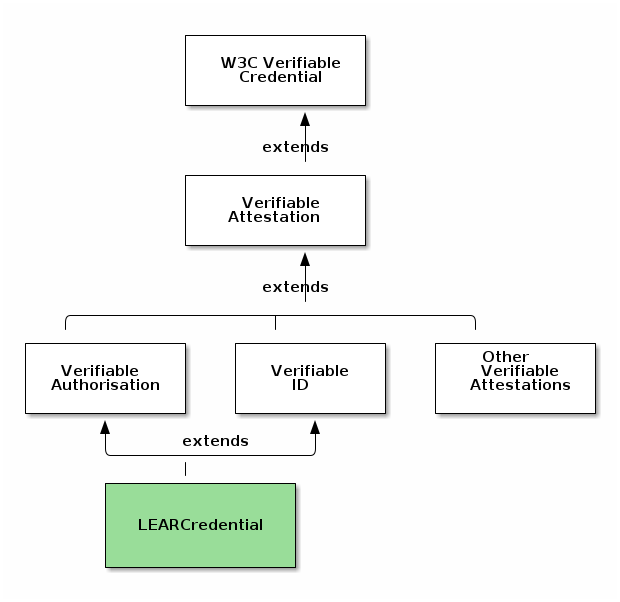 W3C Verifiable
Credential
extends
Verifiable
Attestation
extends
Verifiable
Authorisation
Verifiable
ID
Other
Verifiable
Attestations
extends
LEARCredential